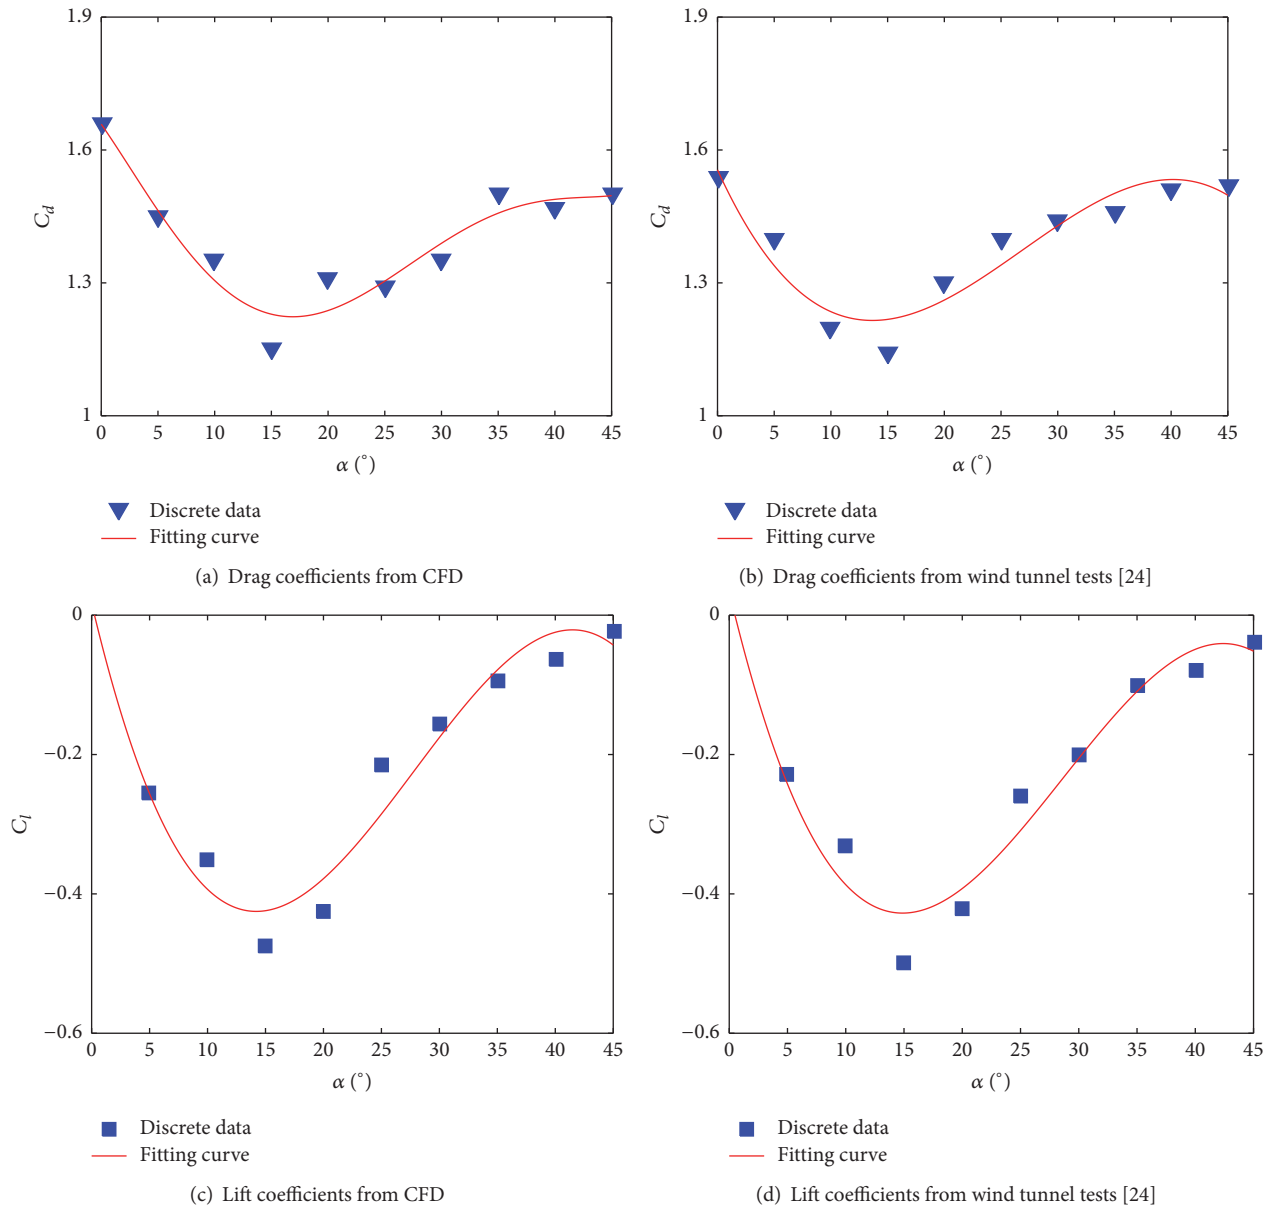 1.9
1.6
1.3
1
C_d
0 5 10 15 20 25 30 35 40 45
α (°)
Discrete data
Fitting curve
(a) Drag coefficients from CFD
1.9
1.6
1.3
1
C_d
0 5 10 15 20 25 30 35 40 45
α (°)
Discrete data
Fitting curve
(b) Drag coefficients from wind tunnel tests [24]
0
−0.2
−0.4
−0.6
C_l
0 5 10 15 20 25 30 35 40 45
α (°)
Discrete data
Fitting curve
(c) Lift coefficients from CFD
0
−0.2
−0.4
−0.6
C_l
0 5 10 15 20 25 30 35 40 45
α (°)
Discrete data
Fitting curve
(d) Lift coefficients from wind tunnel tests [24]